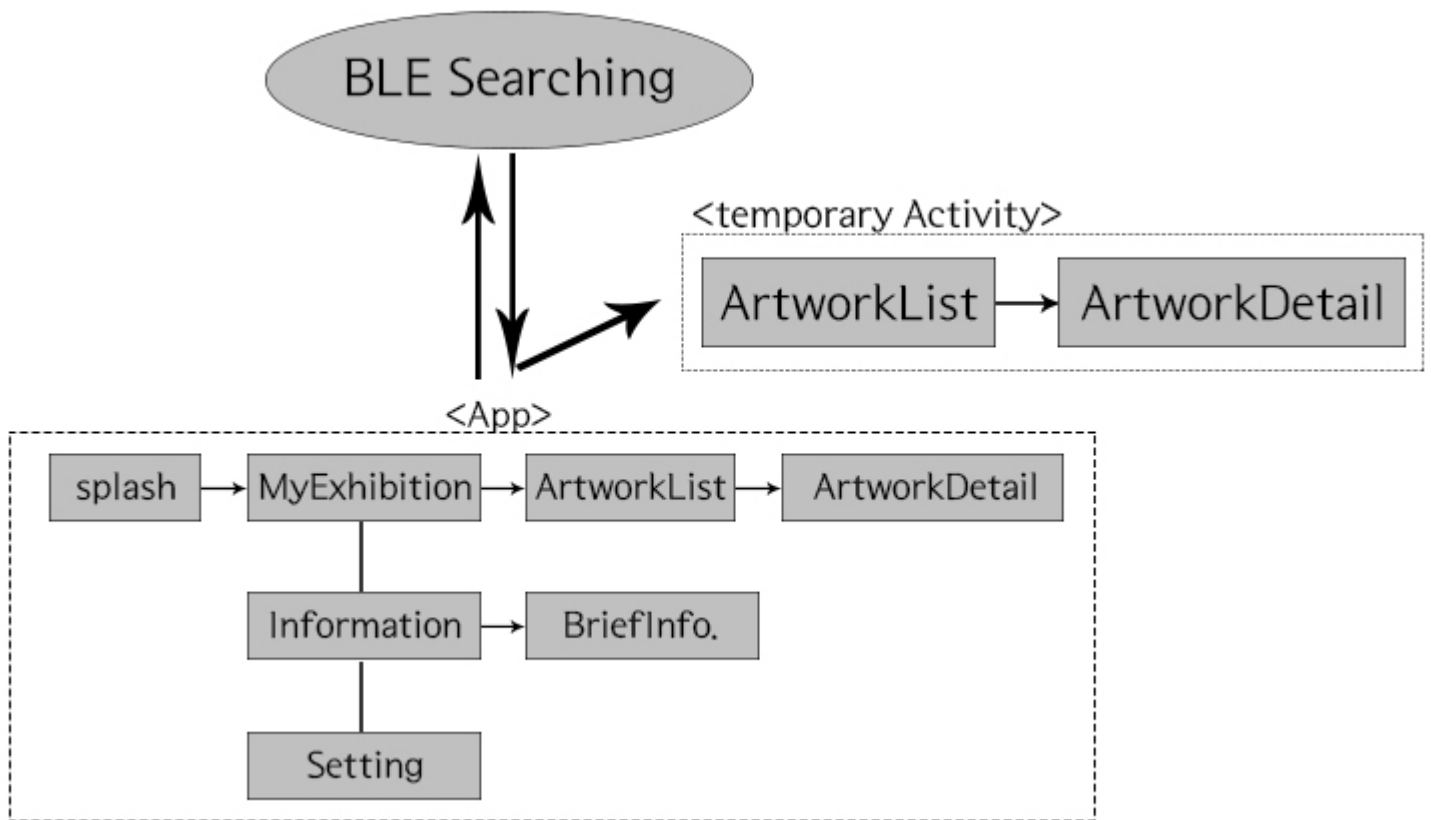 BLE Searching
<temporary Activity>
ArtworkList
ArtworkDetail
<App>
splash
MyExhibition
ArtworkList
ArtworkDetail
Information
BriefInfo.
Setting